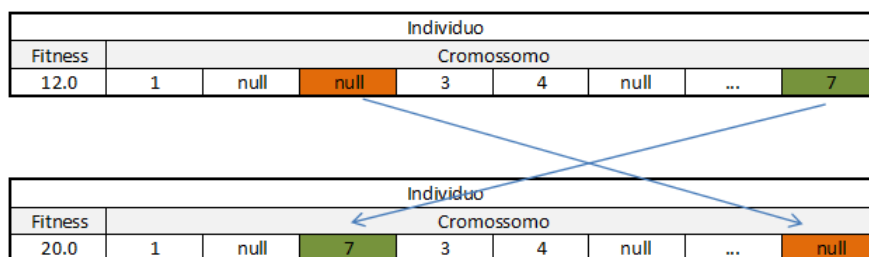 Individuo
Fitness Cromossomo
12.0 1 null null 3 4 null ... 7
Individuo
Fitness Cromossomo
20.0 1 null 7 3 4 null ... null